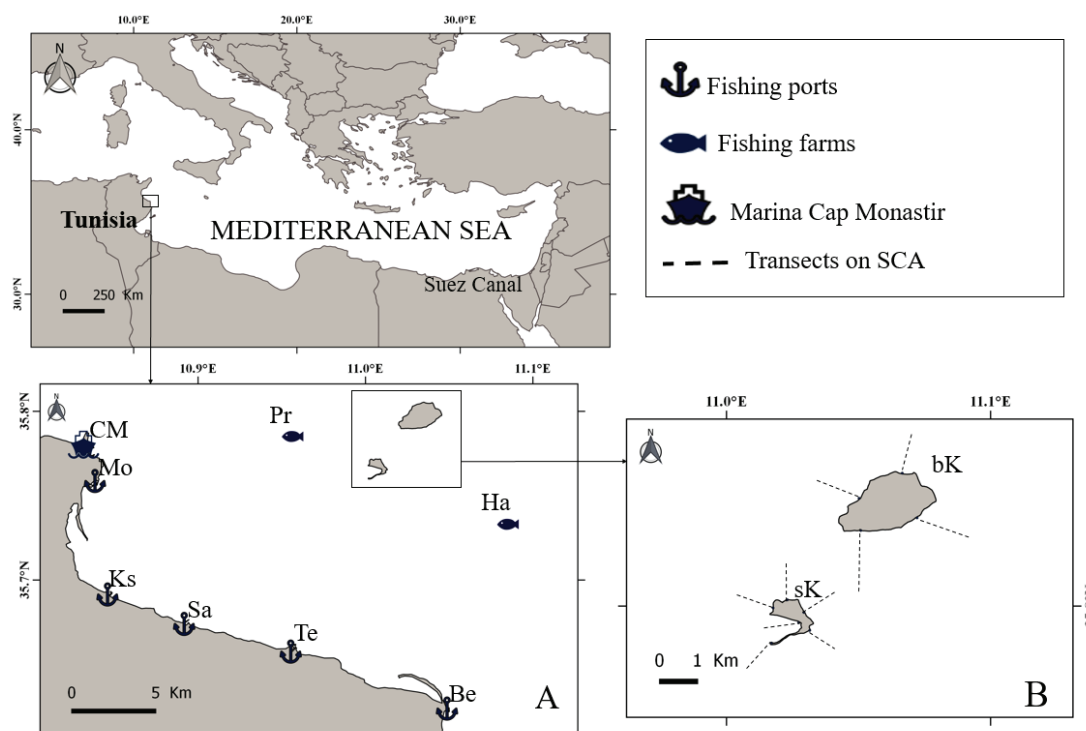 10.0°E 20.0°E 30.0°E
N
40.0°N
30.0°N
Tunisia
MEDITERRANEAN SEA
Suez Canal
0 250 Km
Fishing ports
Fishing farms
Marina Cap Monastir
Transects on SCA
10.9°E 11.0°E 11.1°E
N
35.8°N
35.7°N
CM
Pr
Mo
Ha
Ks
Sa
Te
Be
0 5 Km
A
11.0°E 11.1°E
N
bK
sK
0 1 Km
B